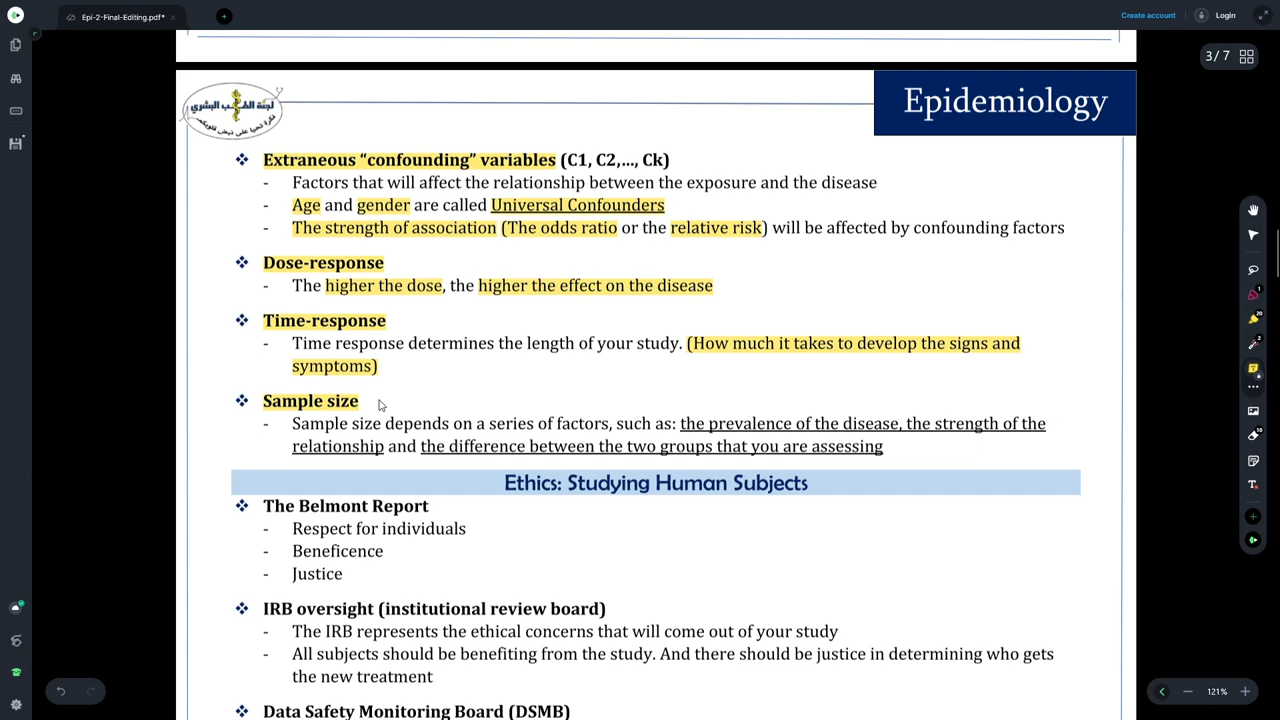 Epi-2-Final-Editing.pdf*
Create account
Login
3 / 7
لجنة الطب البشري
فكرة تحيا على نبض قلوبكم
Epidemiology
❖ Extraneous “confounding” variables (C1, C2,..., Ck)
- Factors that will affect the relationship between the exposure and the disease
- Age and gender are called Universal Confounders
- The strength of association (The odds ratio or the relative risk) will be affected by confounding factors
❖ Dose-response
- The higher the dose, the higher the effect on the disease
❖ Time-response
- Time response determines the length of your study. (How much it takes to develop the signs and
symptoms)
❖ Sample size
- Sample size depends on a series of factors, such as: the prevalence of the disease, the strength of the
relationship and the difference between the two groups that you are assessing
Ethics: Studying Human Subjects
❖ The Belmont Report
- Respect for individuals
- Beneficence
- Justice
❖ IRB oversight (institutional review board)
- The IRB represents the ethical concerns that will come out of your study
- All subjects should be benefiting from the study. And there should be justice in determining who gets
the new treatment
❖ Data Safety Monitoring Board (DSMB)
121%